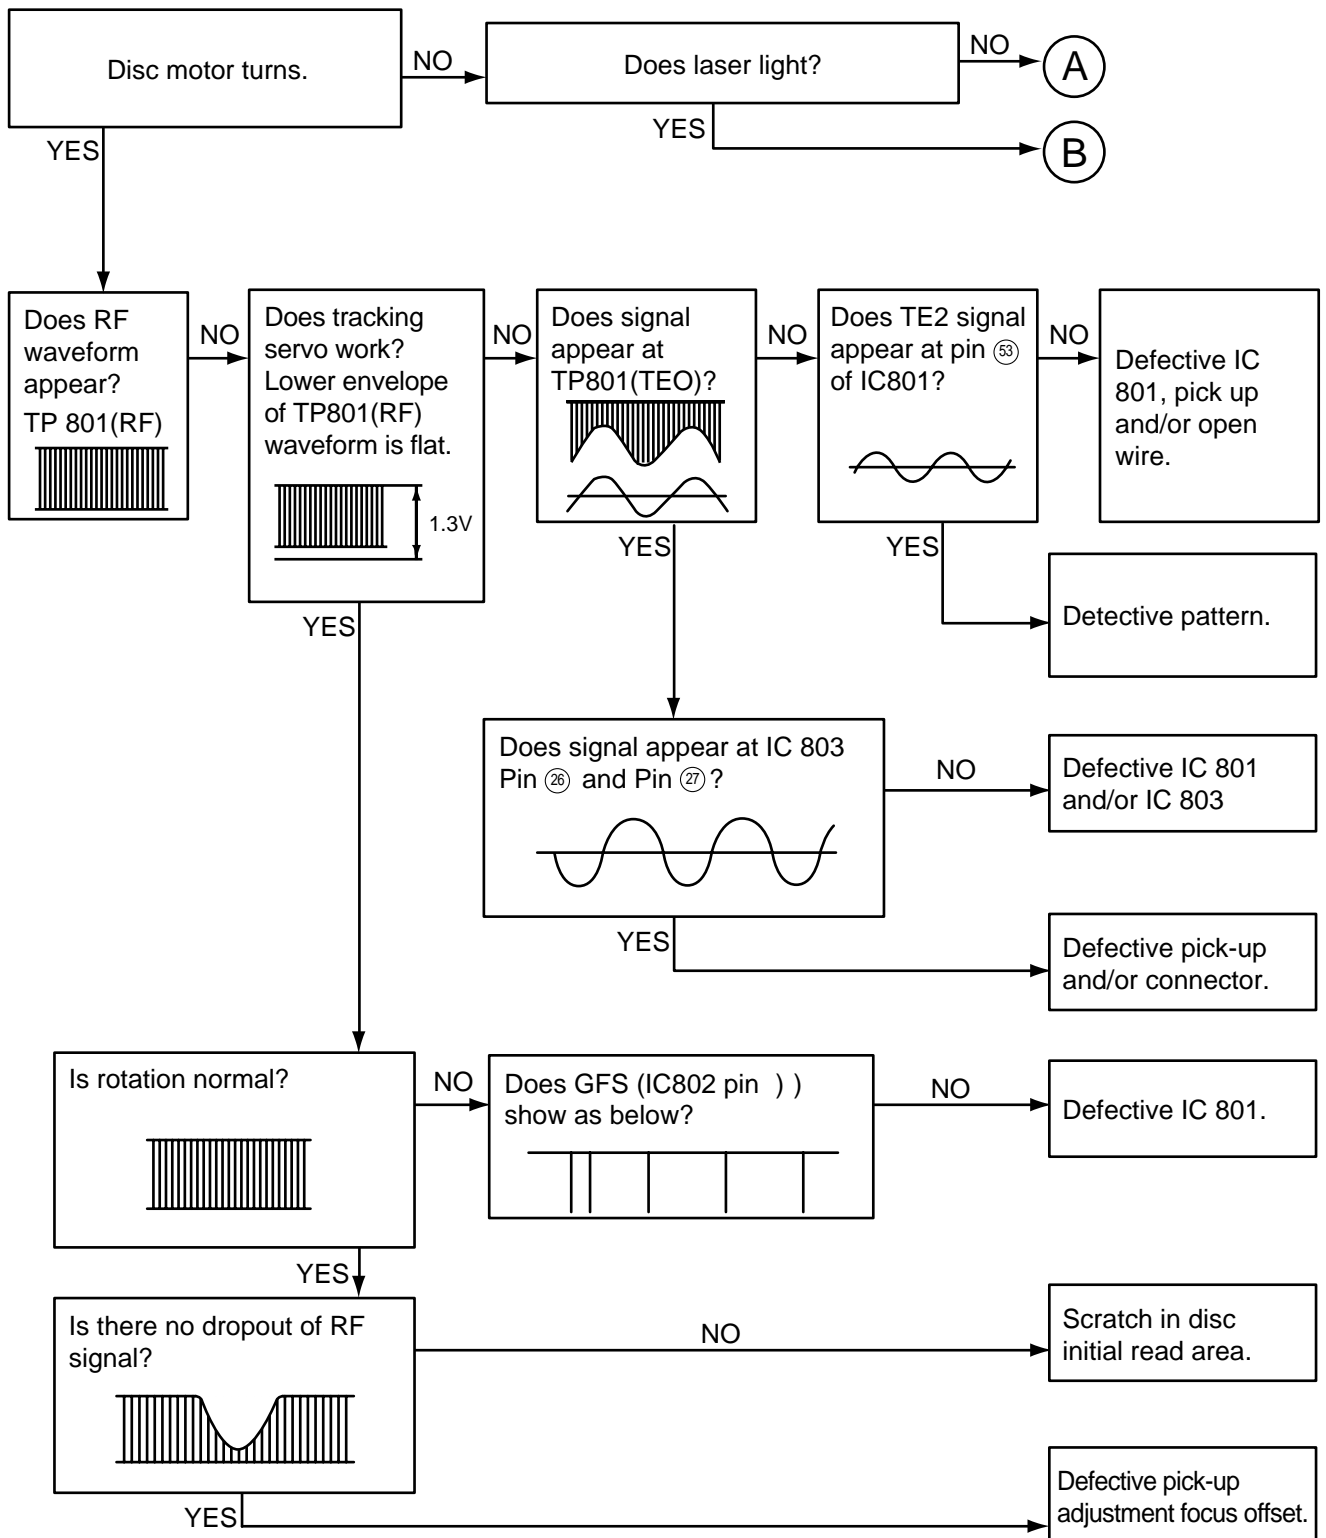 Disc motor turns.
NO
Does laser light?
NO
A
YES
YES
B
Does RF
waveform
appear?
TP 801(RF)
NO
Does tracking
servo work?
Lower envelope
of TP801(RF)
waveform is flat.
1.3V
NO
Does signal
appear at
TP801(TEO)?
NO
Does TE2 signal
appear at pin 53
of IC801?
NO
Defective IC
801, pick up
and/or open
wire.
YES
YES
YES
Detective pattern.
Does signal appear at IC 803
Pin 26 and Pin 27 ?
NO
Defective IC 801
and/or IC 803
YES
Defective pick-up
and/or connector.
Is rotation normal?
NO
Does GFS (IC802 pin ) )
show as below?
NO
Defective IC 801.
YES
Is there no dropout of RF
signal?
NO
Scratch in disc
initial read area.
YES
Defective pick-up
adjustment focus offset.